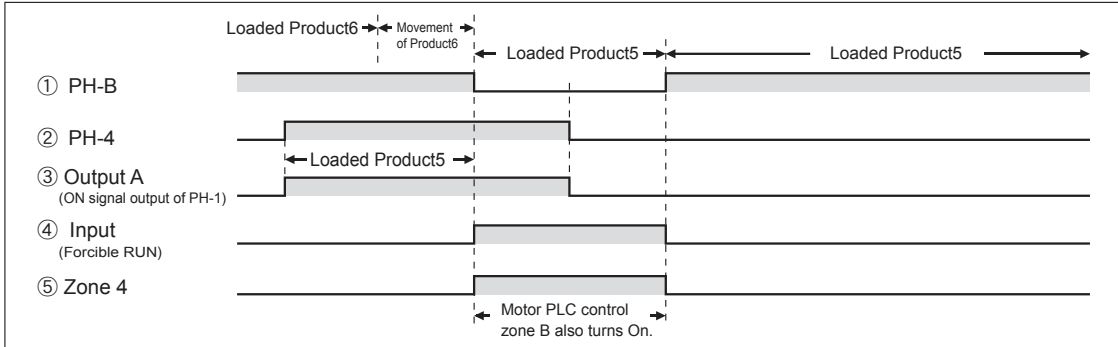 Loaded Product6
Movement
of Product6
Loaded Product5
Loaded Product5
① PH-B
② PH-4
Loaded Product5
③ Output A
(ON signal output of PH-1)
④ Input
(Forcible RUN)
⑤ Zone 4
Motor PLC control
zone B also turns On.